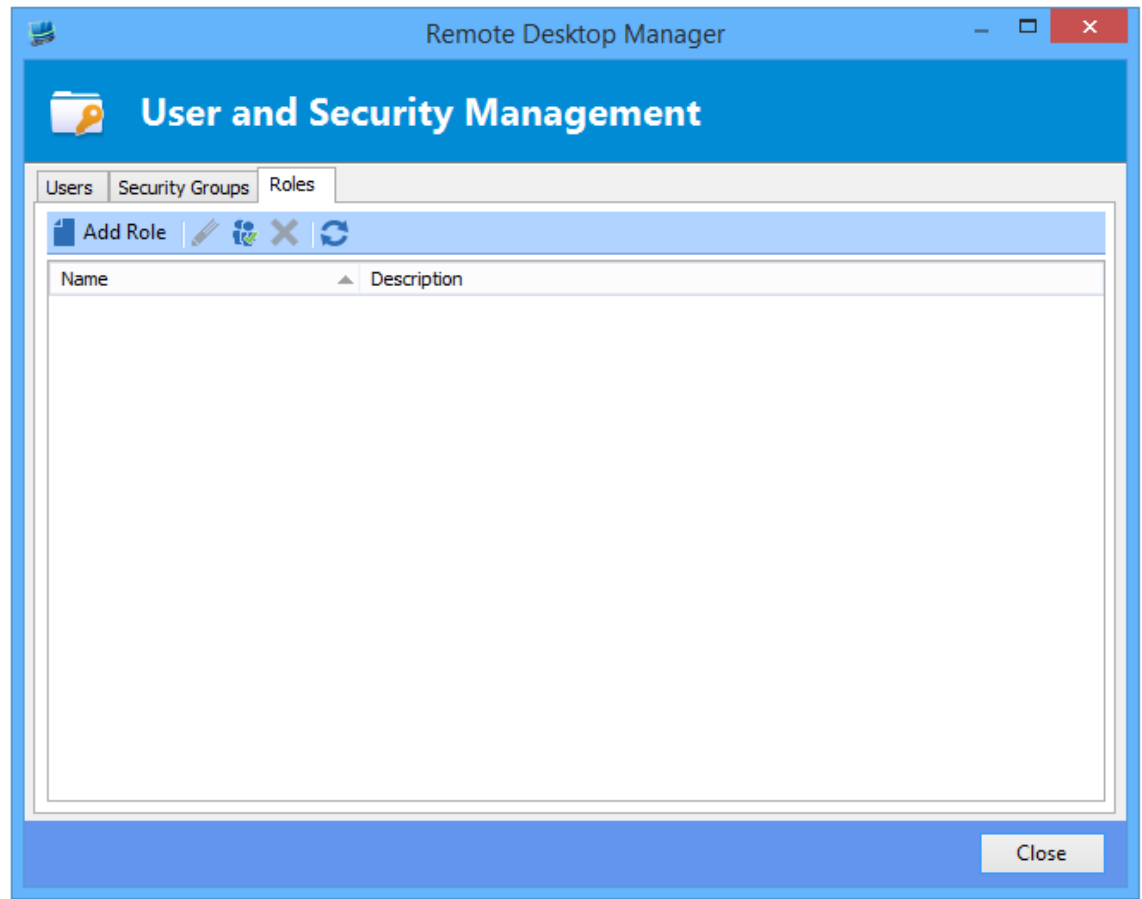 Remote Desktop Manager
User and Security Management
Users Security Groups Roles
Add Role
Name Description
Close